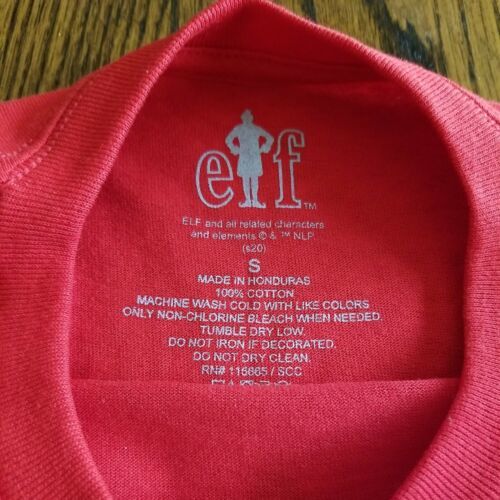 elf™
ELF and all related characters
and elements © & ™ NLP.
(s20)
S
MADE IN HONDURAS
100% COTTON
MACHINE WASH COLD WITH LIKE COLORS
ONLY NON-CHLORINE BLEACH WHEN NEEDED.
TUMBLE DRY LOW.
DO NOT IRON IF DECORATED.
DO NOT DRY CLEAN.
RN# 116665 / SCC